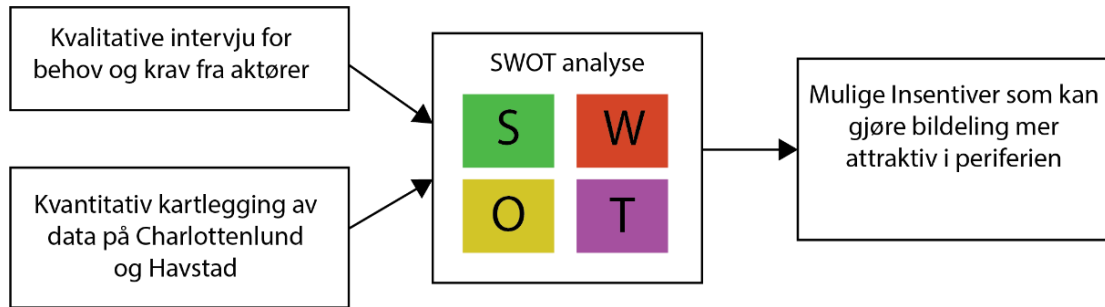 Kvalitative intervju for
behov og krav fra aktører
Kvantitativ kartlegging av
data på Charlottenlund
og Havstad
SWOT analyse
S W
O T
Mulige Insentiver som kan
gjøre bildeling mer
attraktiv i periferien